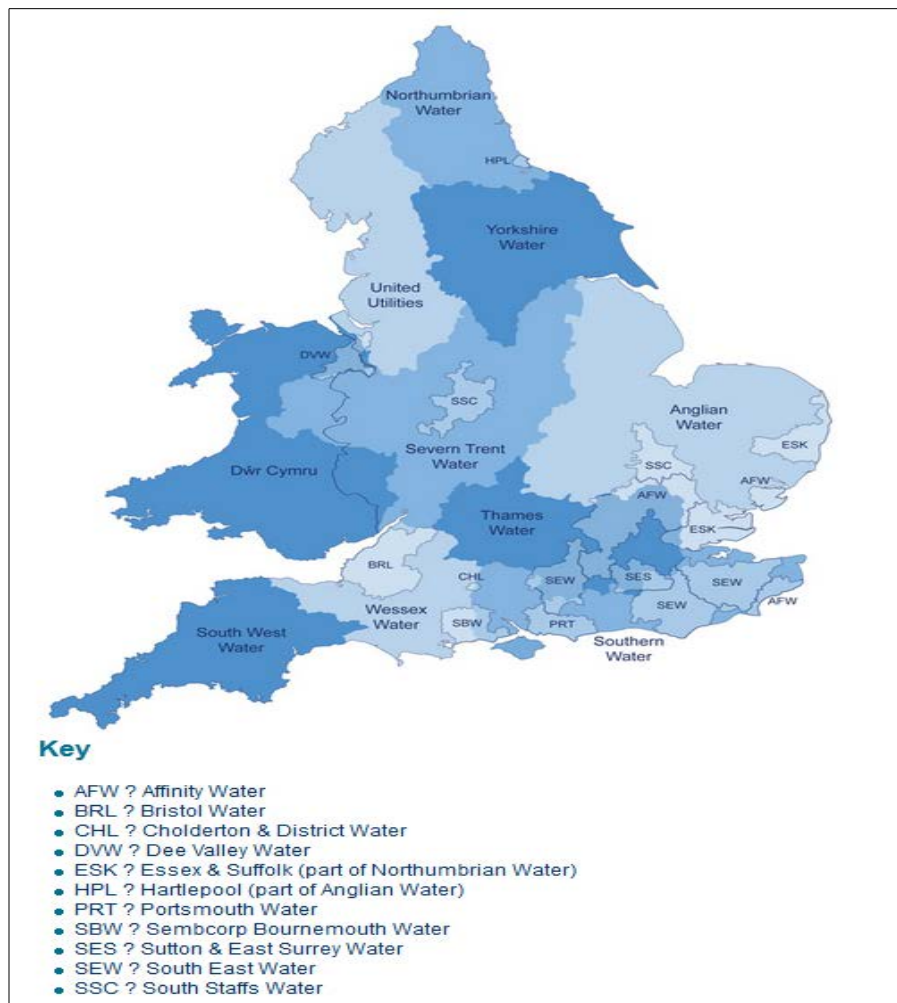 Northumbrian
Water
HPL
Yorkshire
Water
United
Utilities
DVW
SSC
Anglian
Water
ESK
Severn Trent
Water
SSC
Dŵr Cymru
AFW
AFW
Thames
Water
ESK
BRL
CHL
SEW
SES
SEW
AFW
Wessex
Water
SBW
PRT
SEW
South West
Water
Southern
Water
Key
• AFW ? Affinity Water
• BRL ? Bristol Water
• CHL ? Cholderton & District Water
• DVW ? Dee Valley Water
• ESK ? Essex & Suffolk (part of Northumbrian Water)
• HPL ? Hartlepool (part of Anglian Water)
• PRT ? Portsmouth Water
• SBW ? Sembcorp Bournemouth Water
• SES ? Sutton & East Surrey Water
• SEW ? South East Water
• SSC ? South Staffs Water